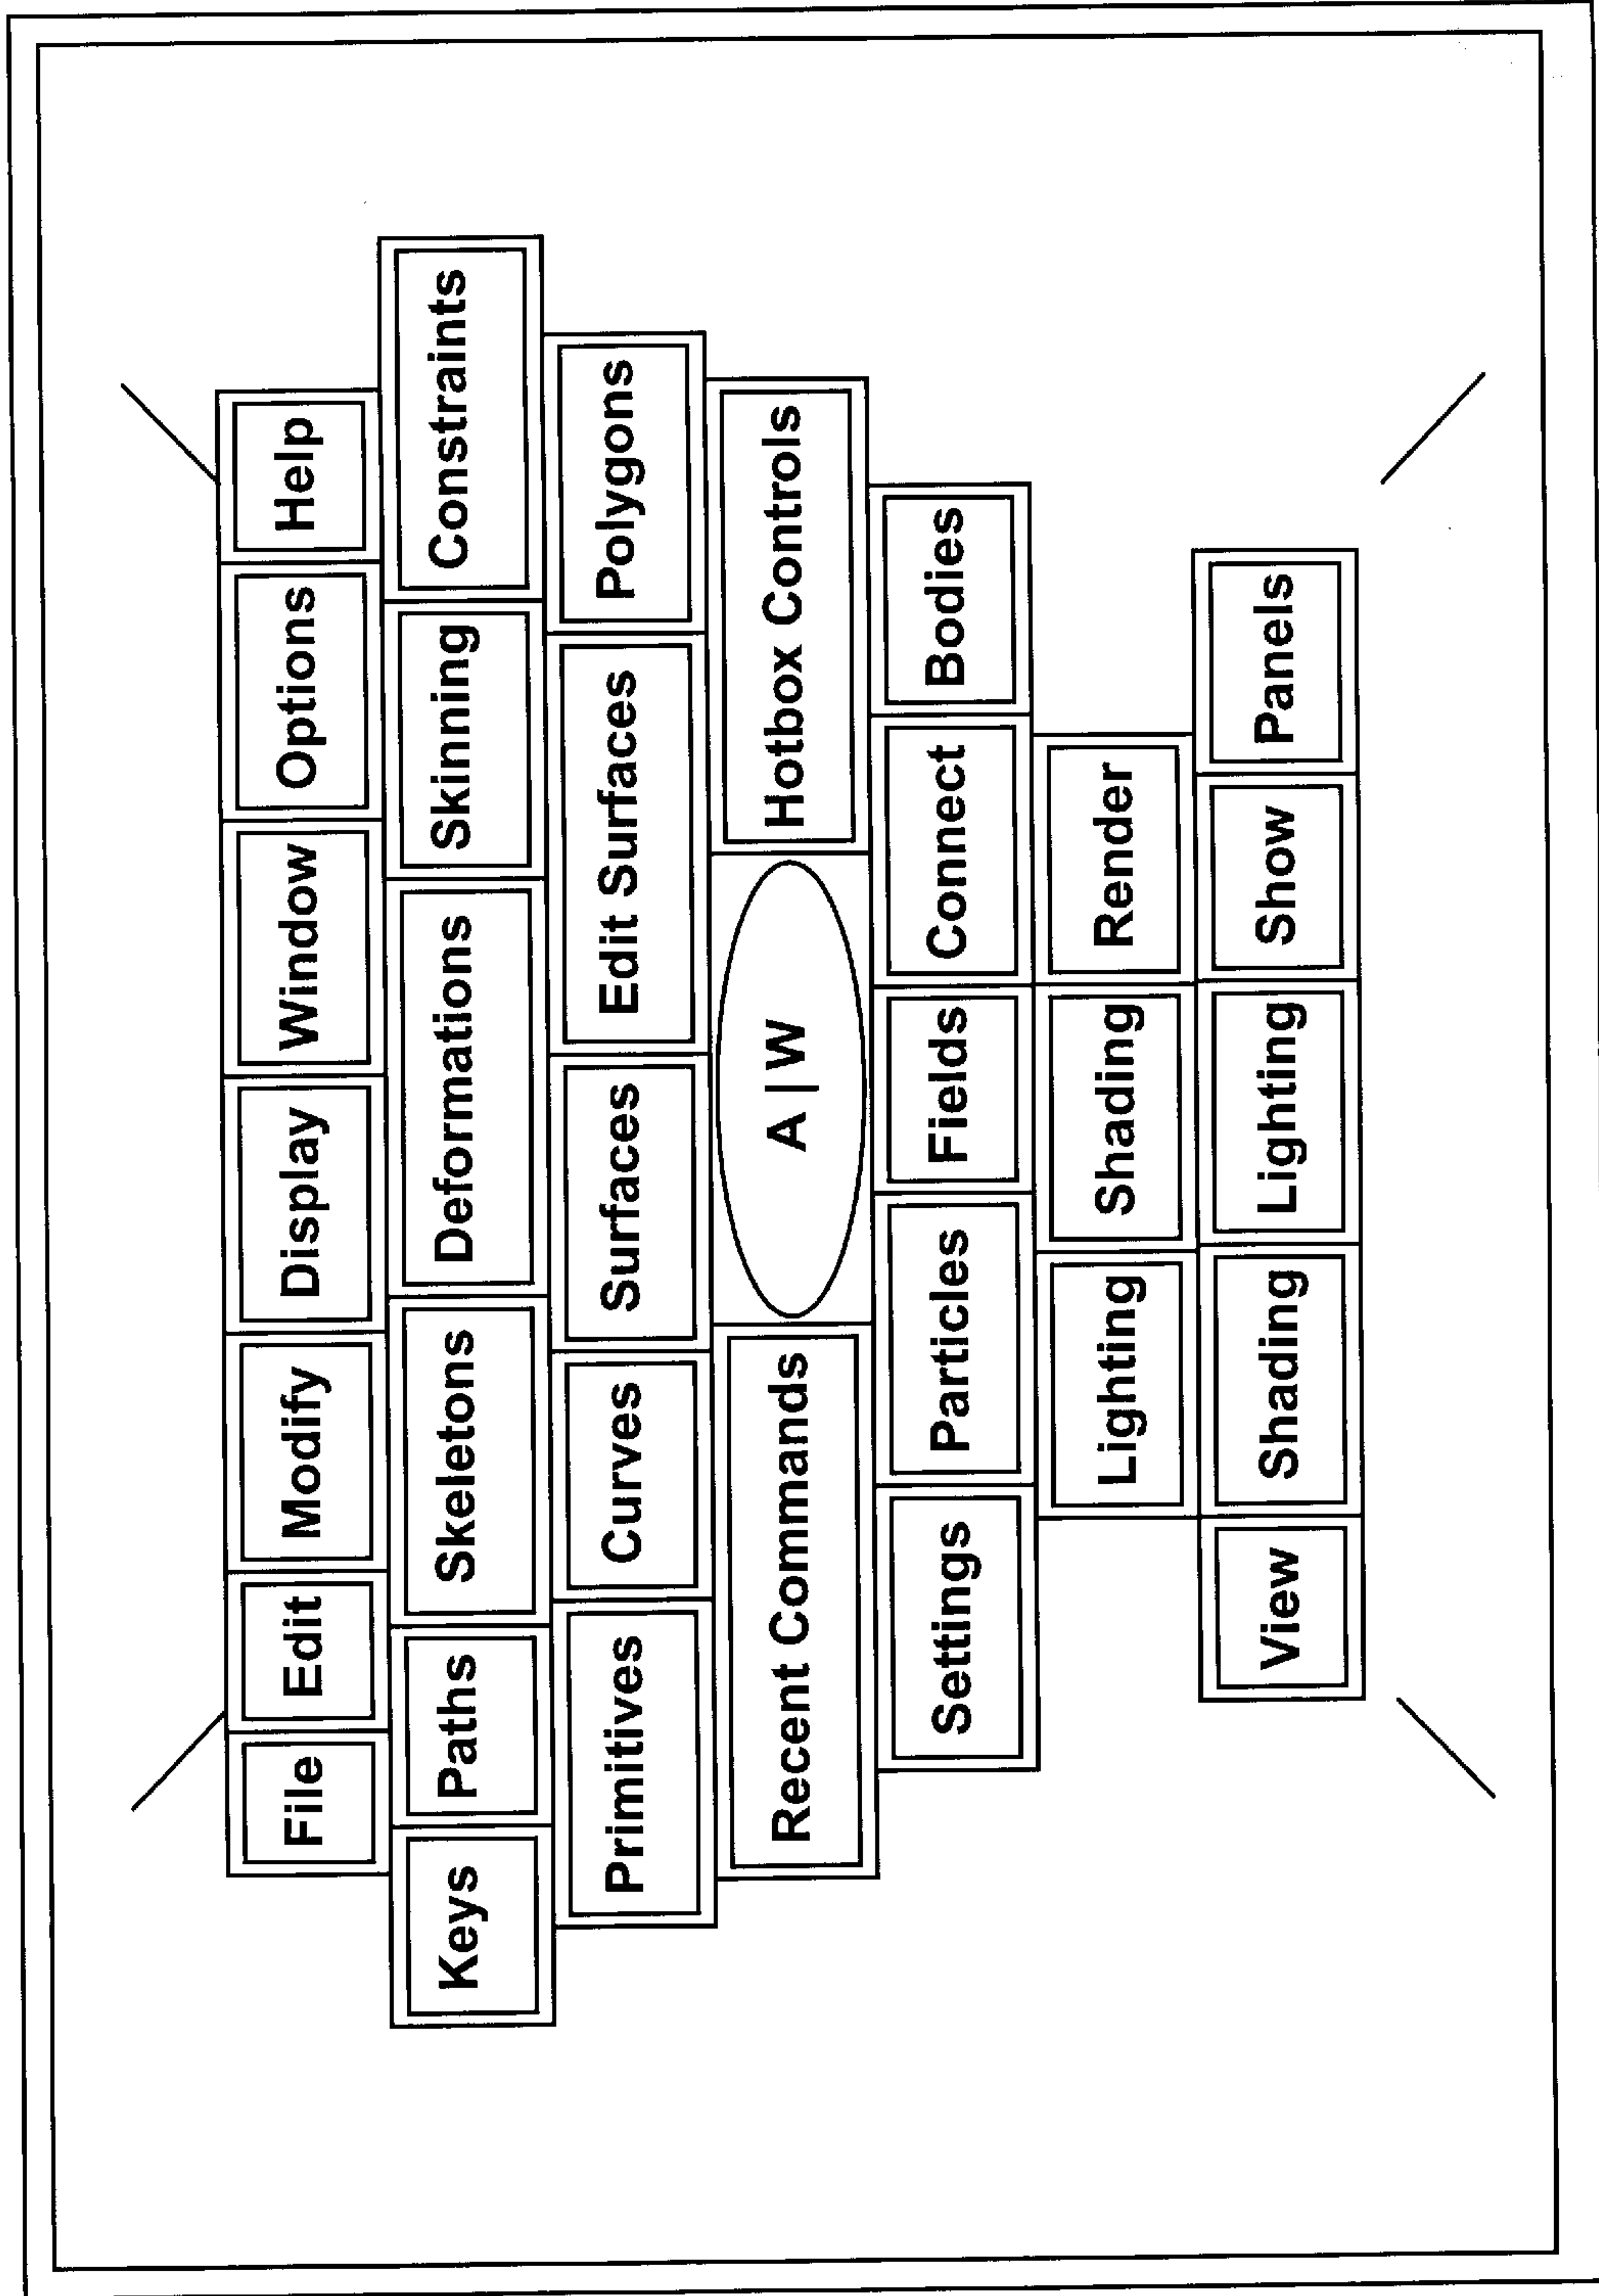 File Edit Modify Display Window Options Help
Keys Paths Skeletons Deformations Skinning Constraints
Primitives Curves Surfaces Edit Surfaces Polygons
Recent Commands A|W Hotbox Controls
Settings Particles Fields Connect Bodies
Lighting Shading Render
View Shading Lighting Show Panels